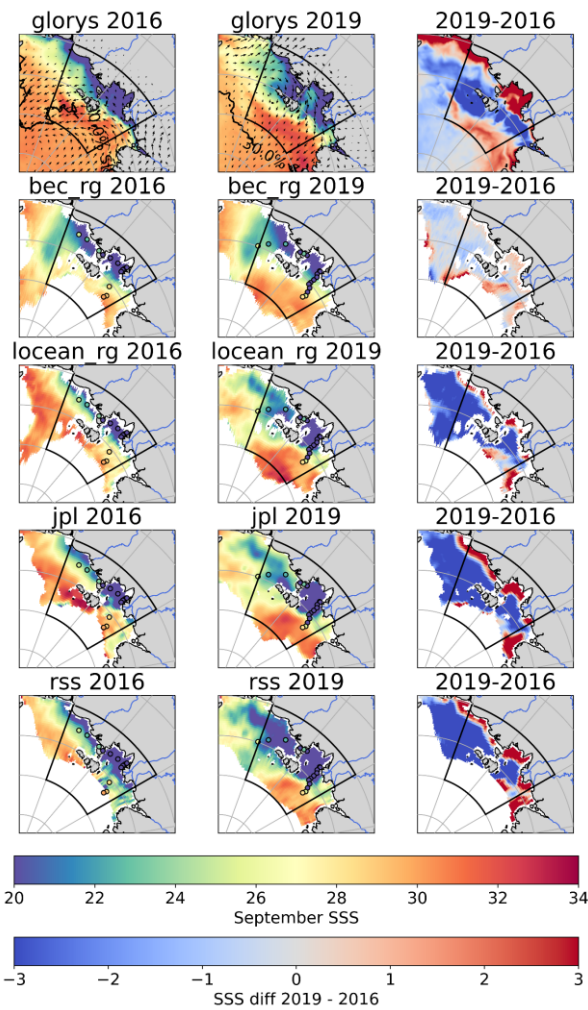 glorys 2016 glorys 2019 2019-2016
30.0%
bec_rg 2016 bec_rg 2019 2019-2016
locean_rg 2016 locean_rg 2019 2019-2016
jpl 2016 jpl 2019 2019-2016
rss 2016 rss 2019 2019-2016
20 22 24 26 28 30 32 34
September SSS
−3 −2 −1 0 1 2 3
SSS diff 2019 - 2016